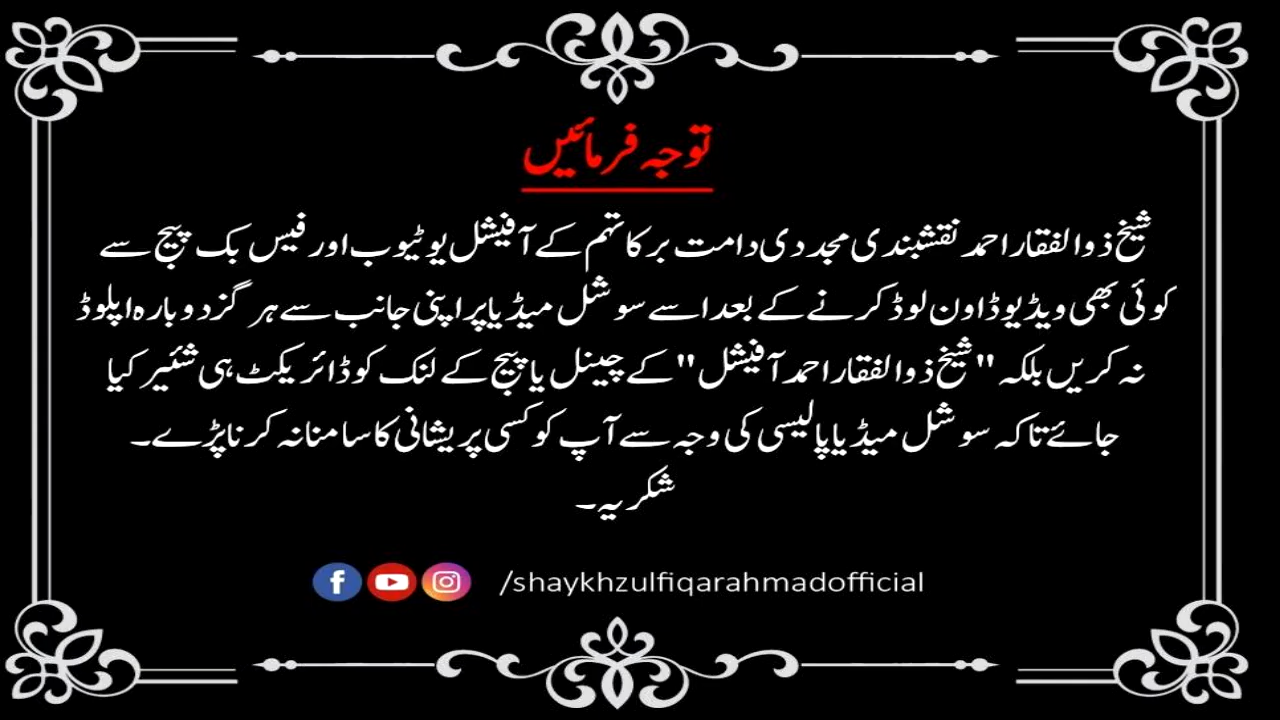 توجہ فرمائیں
شیخ ذوالفقار احمد نقشبندی مجددی دامت برکاتہم کے آفیشل یوٹیوب اور فیس بک پیج سے
کوئی بھی ویڈیو ڈاون لوڈ کرنے کے بعد اسے سوشل میڈیا پر اپنی جانب سے ہر گز دوبارہ اپلوڈ
نہ کریں بلکہ "شیخ ذوالفقار احمد آفیشل" کے چینل یا پیج کے لنک کو ڈائریکٹ ہی شئیر کیا
جائے تاکہ سوشل میڈیا پالیسی کی وجہ سے آپ کو کسی پریشانی کا سامنا نہ کرنا پڑے۔
شکریہ۔
/shaykhzulfiqarahmadofficial